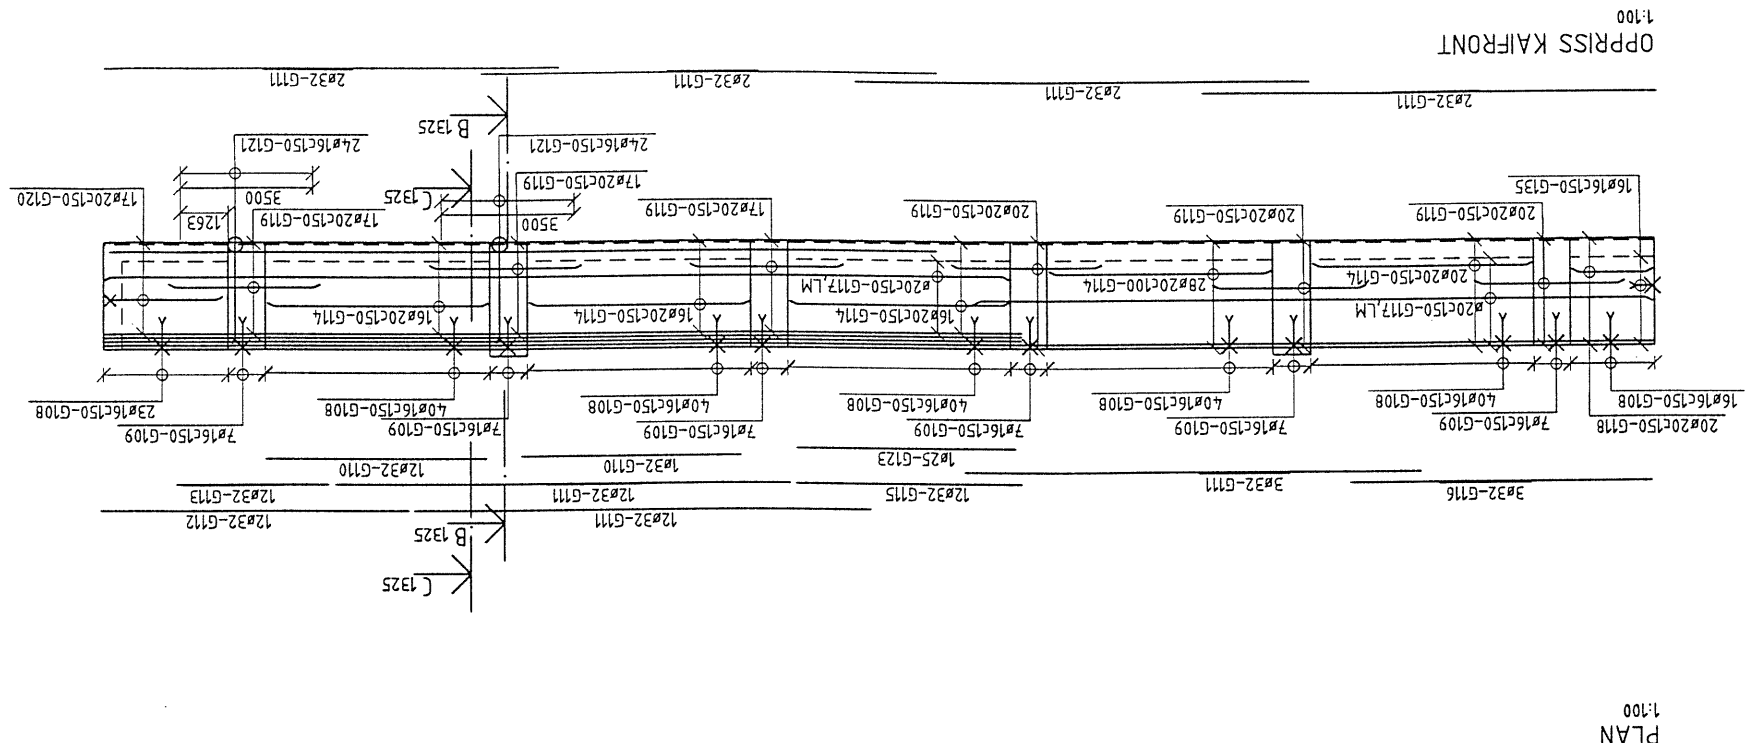 PLAN
1:100
C 1325
B 1325
12ø32-G111
12ø32-G112
3ø32-G116
3ø32-G111
12ø32-G115
12ø32-G111
12ø32-G113
1ø25-G123
1ø32-G110
12ø32-G110
20ø20c150-G118
7ø16c150-G109
7ø16c150-G109
7ø16c150-G109
7ø16c150-G109
7ø16c150-G109
7ø16c150-G109
16ø16c150-G108
40ø16c150-G108
40ø16c150-G108
40ø16c150-G108
40ø16c150-G108
40ø16c150-G108
23ø16c150-G108
ø20c150-G117,LM
16ø20c150-G114
16ø20c150-G114
16ø20c150-G114
20ø20c150-G114
28ø20c100-G114
ø20c150-G117,LM
20ø20c150-G119
20ø20c150-G119
20ø20c150-G119
17ø20c150-G119
3500
17ø20c150-G119
1263
16ø16c150-G135
17ø20c150-G119
C 1325
3500
17ø20c150-G120
24ø16c150-G121
24ø16c150-G121
B 1325
2ø32-G111
2ø32-G111
2ø32-G111
2ø32-G111
OPPRISS KAIFRONT
1:100